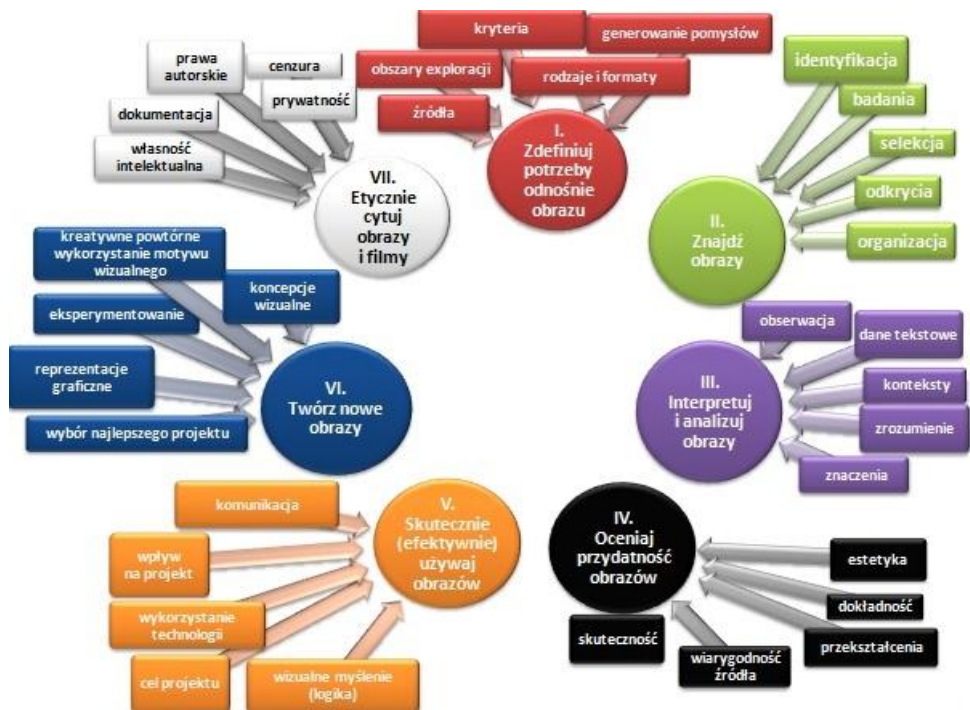 kryteria
generowanie pomysłów
obszary exploracji
rodzaje i formaty
źródła
I.
Zdefiniuj
potrzeby
odnośnie
obrazu
identyfikacja
badania
selekcja
odkrycia
organizacja
II.
Znajdź
obrazy
obserwacja
dane tekstowe
konteksty
zrozumienie
znaczenia
III.
Interpretuj
i analizuj
obrazy
IV.
Oceniaj
przydatność
obrazów
estetyka
dokładność
przekształcenia
wiarygodność
źródła
skuteczność
V.
Skutecznie
(efektywnie)
używaj
obrazów
komunikacja
wpływ
na projekt
wykorzystanie
technologii
cel projektu
wizualne myślenie
(logika)
VI.
Twórz nowe
obrazy
kreatywne powtórne
wykorzystanie motywu
wizualnego
koncepcje
wizualne
eksperymentowanie
reprezentacje
graficzne
wybór najlepszego projektu
VII.
Etycznie
cytuj
obrazy
i filmy
prawa
autorskie
cenzura
prywatność
dokumentacja
własność
intelektualna